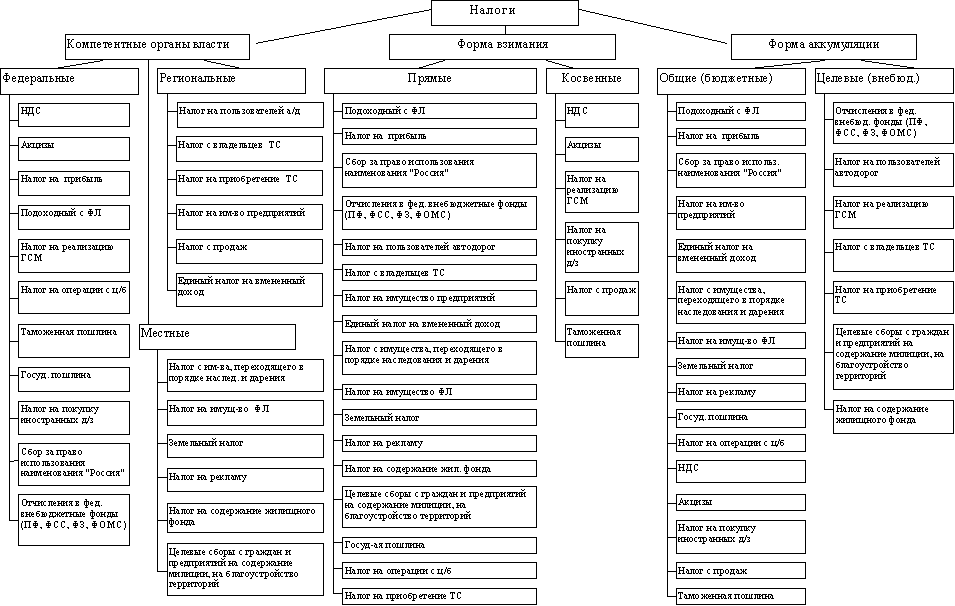 Налоги
Компетентные органы власти
Форма взимания
Форма аккумуляции
Федеральные
Региональные
Прямые
Косвенные
Общие (бюджетные)
Целевые (внебюд.)
НДС
Акцизы
Налог на прибыль
Подоходный с ФЛ
Налог на реализацию
ГСМ
Налог на операции с ц/б
Таможенная пошлина
Госуд. пошлина
Налог на покупку
иностранных д/з
Сбор за право
использования
наименования "Россия"
Отчисления в фед.
внебюджетные фонды
(ПФ, ФСС, ФЗ, ФОМС)
Налог на пользователей а/д
Налог с владельцев ТС
Налог на приобретение ТС
Налог на им-во предприятий
Налог с продаж
Единый налог на вмененный
доход
Местные
Налог с им-ва, переходящего в
порядке наслед. и дарения
Налог на имущ-во ФЛ
Земельный налог
Налог на рекламу
Налог на содержание жилищного
фонда
Целевые сборы с граждан и
предприятий на содержание
милиции, на благоустройство
территорий
Подоходный с ФЛ
Налог на прибыль
Сбор за право использования
наименования "Россия"
Отчисления в фед. внебюджетные фонды
(ПФ, ФСС, ФЗ, ФОМС)
Налог на пользователей автодорог
Налог с владельцев ТС
Налог на имущество предприятий
Единый налог на вмененный доход
Налог с имущества, переходящего в
порядке наследования и дарения
Налог на имущество ФЛ
Земельный налог
Налог на рекламу
Налог на содержание жил. фонда
Целевые сборы с граждан и предприятий
на содержание милиции, на
благоустройство территорий
Госуд-ая пошлина
Налог на операции с ц/б
Налог на приобретение ТС
НДС
Акцизы
Налог на
реализацию
ГСМ
Налог на
покупку
иностранных
д/з
Налог с продаж
Таможенная
пошлина
Подоходный с ФЛ
Налог на прибыль
Сбор за право использ.
наименования "Россия"
Налог на им-во
предприятий
Единый налог на
вмененный доход
Налог с имущества,
переходящего в порядке
наследования и дарения
Налог на имущ-во ФЛ
Земельный налог
Налог на рекламу
Госуд. пошлина
Налог на операции с ц/б
НДС
Акцизы
Налог на покупку
иностранных д/з
Налог с продаж
Таможенная пошлина
Отчисления в фед.
внебюд. фонды (ПФ,
ФСС, ФЗ, ФОМС)
Налог на пользователей
автодорог
Налог на реализацию
ГСМ
Налог с владельцев ТС
Налог на приобретение
ТС
Целевые сборы с граждан
и предприятий на
содержание милиции, на
благоустройство
территорий
Налог на содержание
жилищного фонда